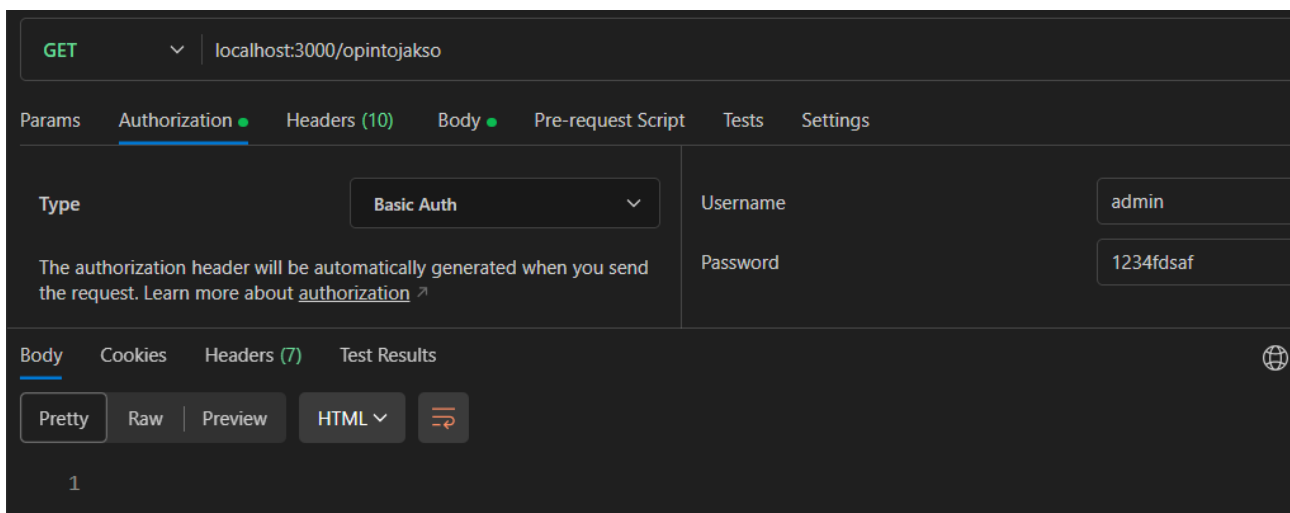 GET localhost:3000/opintojakso
Params Authorization Headers (10) Body Pre-request Script Tests Settings
Type Basic Auth
The authorization header will be automatically generated when you send
the request. Learn more about authorization ↗
Username admin
Password 1234fdsaf
Body Cookies Headers (7) Test Results
Pretty Raw Preview HTML
1